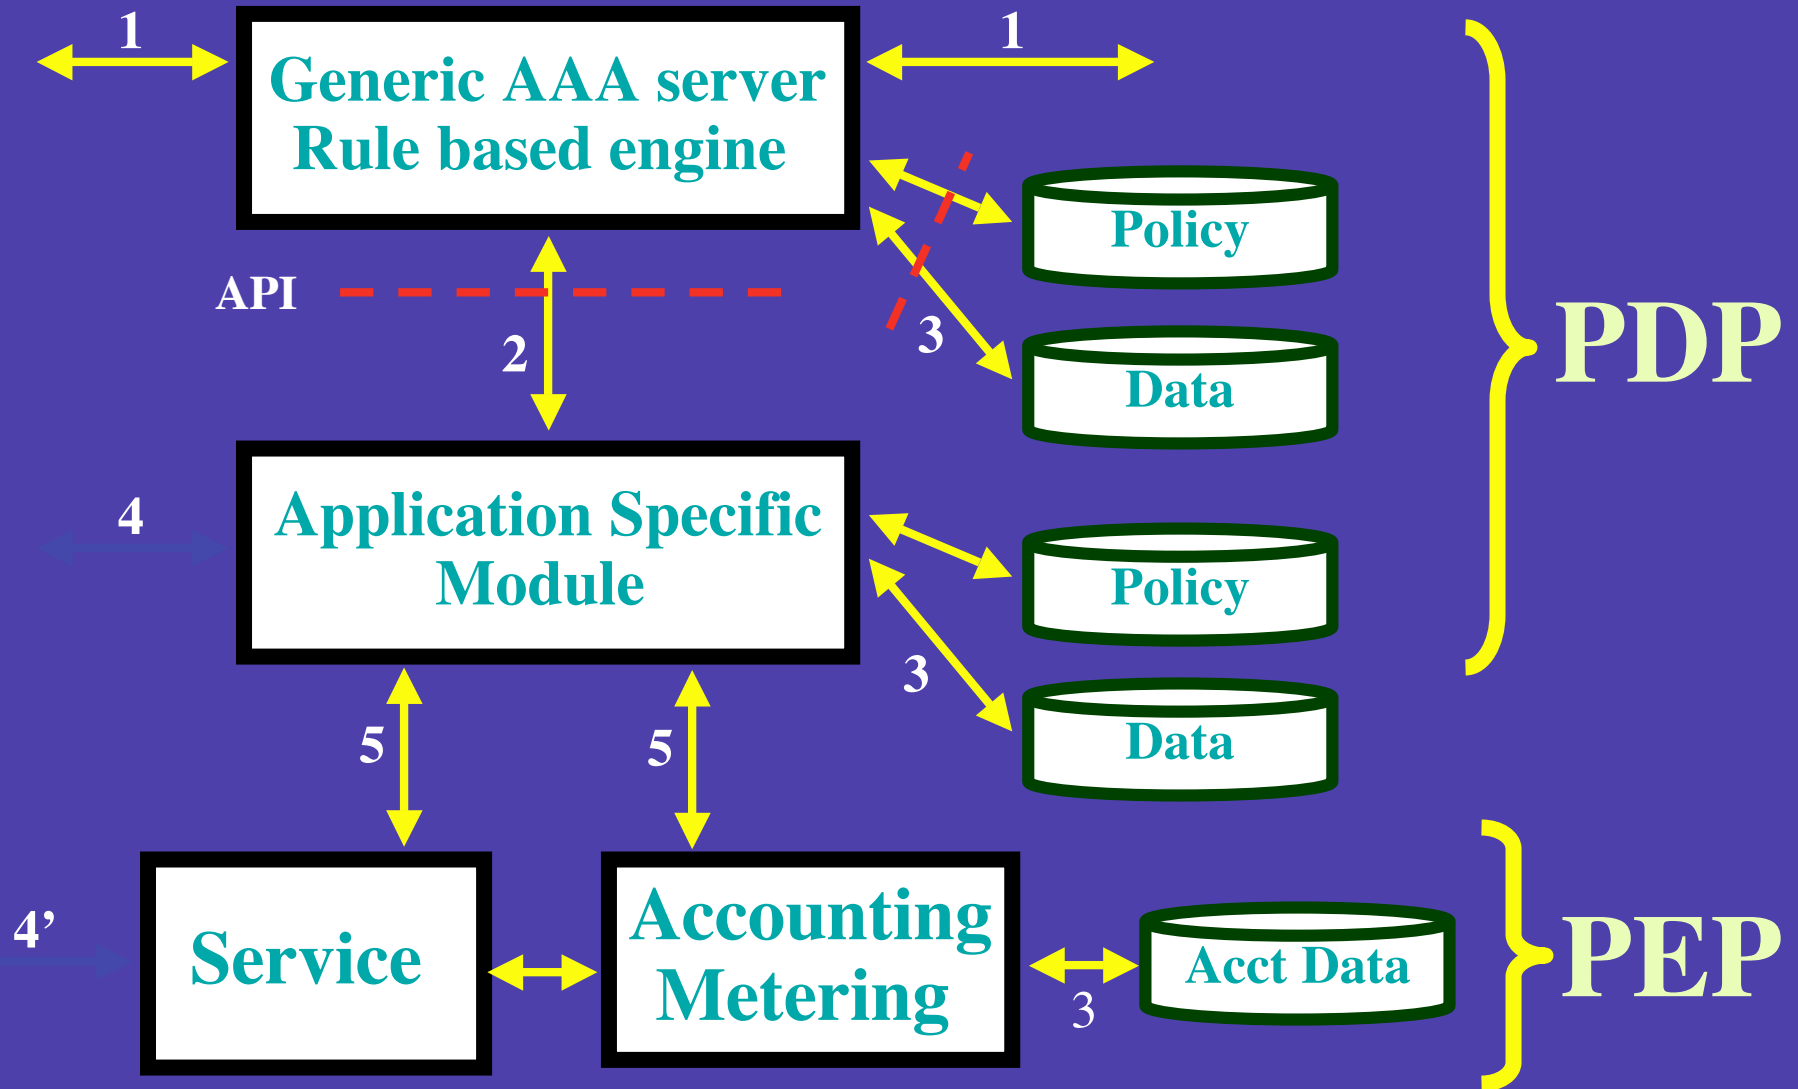 1
1
Generic AAA server
Rule based engine
Policy
API
3
2
Data
PDP
4
Application Specific
Module
Policy
3
5
5
Data
4’
Service
Accounting
Metering
3
Acct Data
PEP